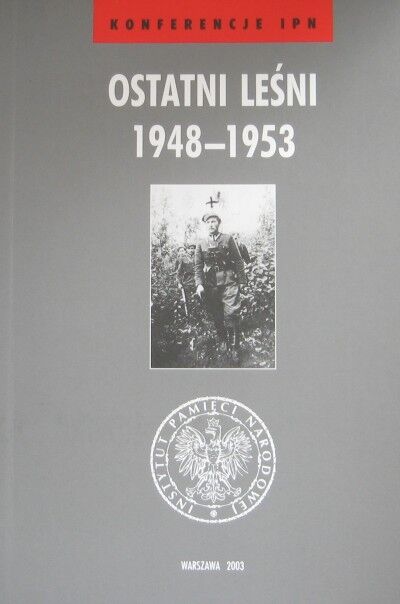 KONFERENCJE IPN
OSTATNI LEŚNI
1948–1953
INSTYTUT PAMIĘCI NARODOWEJ
WARSZAWA 2003